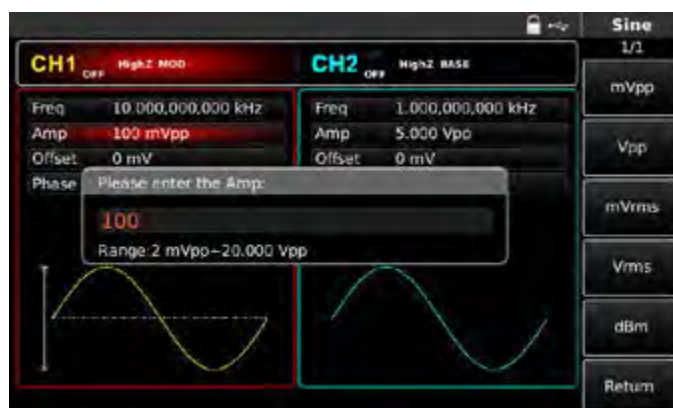 Sine
1/1
CH1 OFF HighZ MOD
CH2 OFF HighZ BASE
Freq 10.000,000,000 kHz
Freq 1.000,000,000 kHz
Amp 100 mVpp
Amp 5.000 Vpp
Offset 0 mV
Offset 0 mV
Phase
Please enter the Amp:
100
Range:2 mVpp~20.000 Vpp
mVpp
Vpp
mVrms
Vrms
dBm
Return